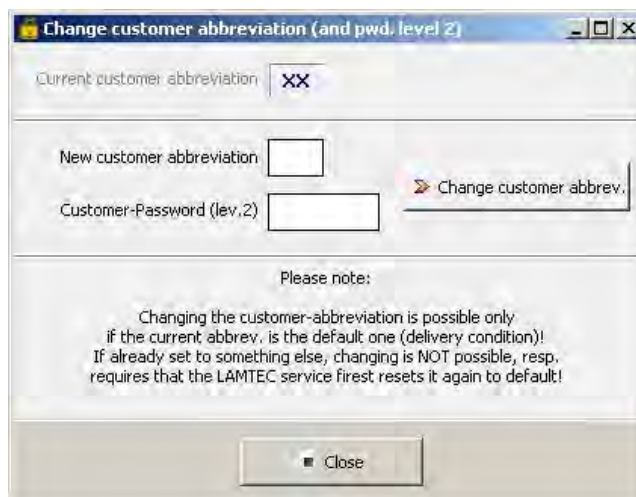 Change customer abbreviation (and pwd. level 2)
Current customer abbreviation XX
New customer abbreviation
Change customer abbrev.
Customer-Password (lev.2)
Please note:
Changing the customer-abbreviation is possible only
if the current abbrev. is the default one (delivery condition)!
If already set to something else, changing is NOT possible, resp.
requires that the LAMTEC service firest resets it again to default!
Close